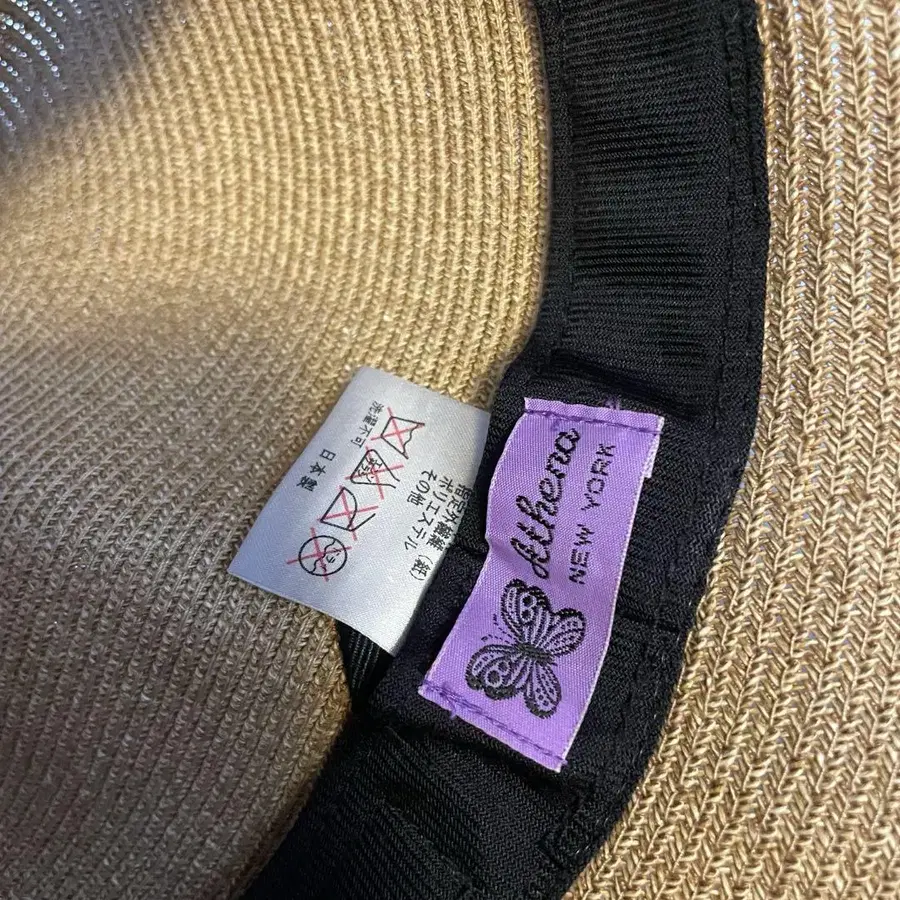 Athena
NEW YORK
指定外繊維（紙）
ポリエステル
その他
洗濯不可
日本製